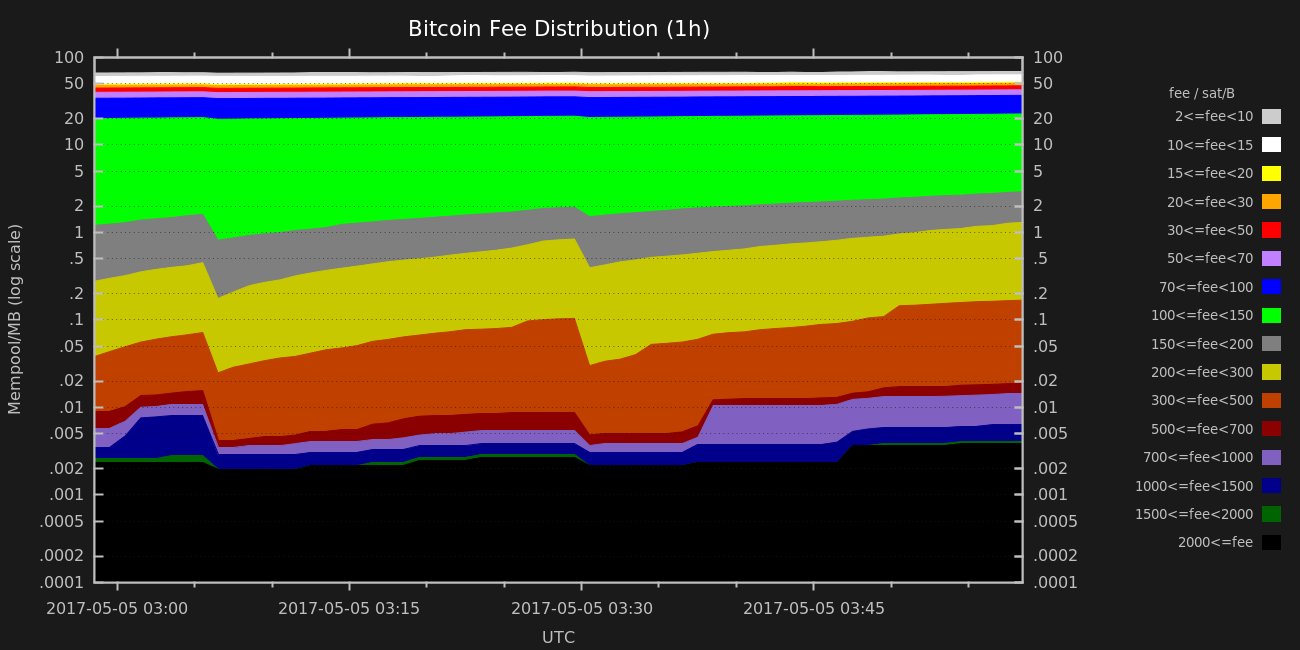 Bitcoin Fee Distribution (1h)
Mempool/MB (log scale)
100
50
20
10
5
2
1
.5
.2
.1
.05
.02
.01
.005
.002
.001
.0005
.0002
.0001
100
50
20
10
5
2
1
.5
.2
.1
.05
.02
.01
.005
.002
.001
.0005
.0002
.0001
2017-05-05 03:00
2017-05-05 03:15
2017-05-05 03:30
2017-05-05 03:45
UTC
fee / sat/B
2<=fee<10
10<=fee<15
15<=fee<20
20<=fee<30
30<=fee<50
50<=fee<70
70<=fee<100
100<=fee<150
150<=fee<200
200<=fee<300
300<=fee<500
500<=fee<700
700<=fee<1000
1000<=fee<1500
1500<=fee<2000
2000<=fee